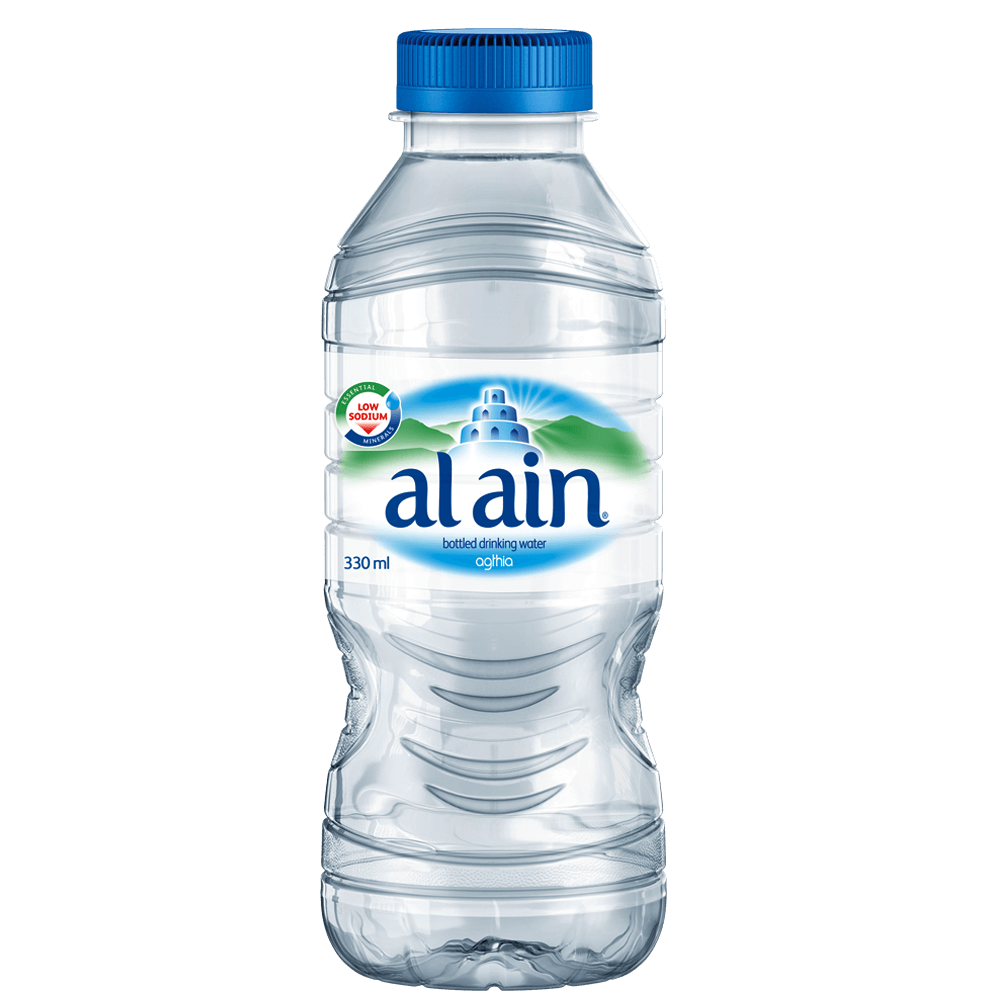 ESSENTIAL
LOW
SODIUM
MINERALS
al ain®
bottled drinking water
330 ml
agthia